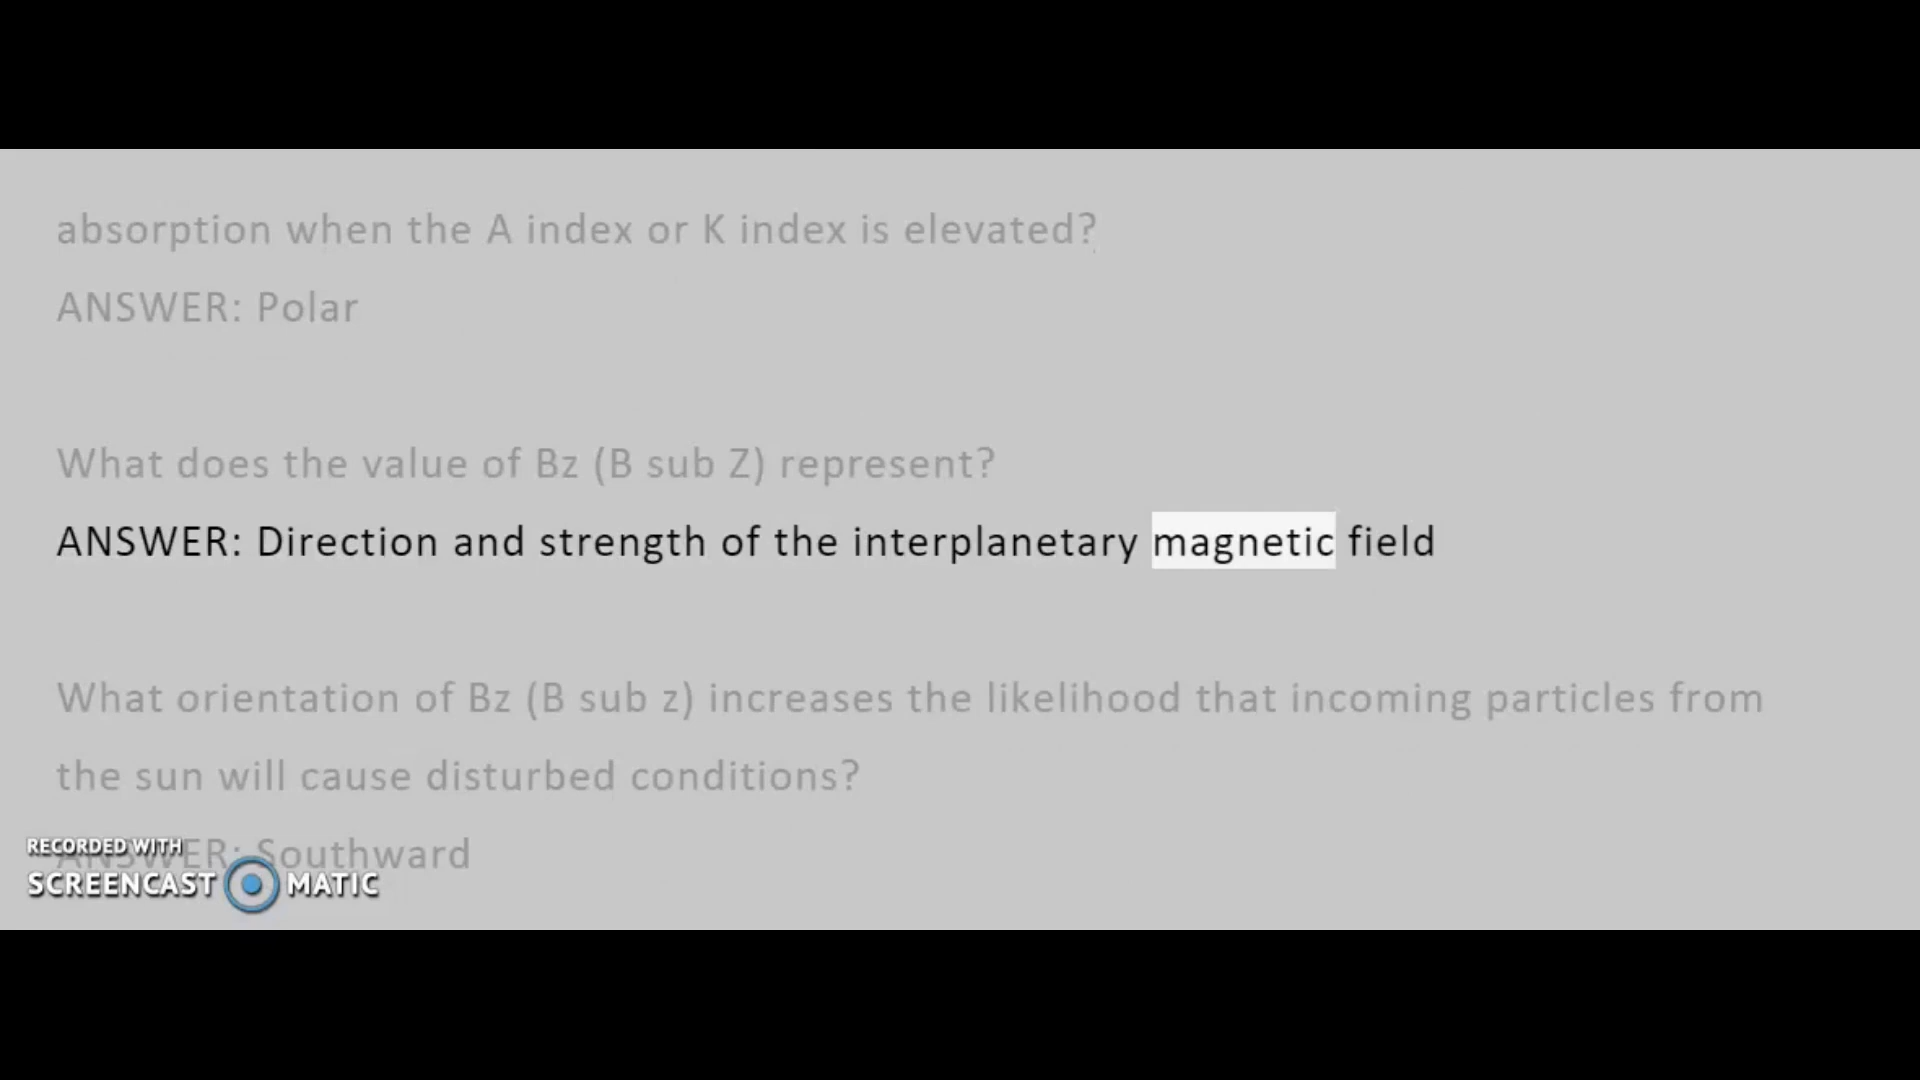 absorption when the A index or K index is elevated?
ANSWER: Polar
What does the value of Bz (B sub Z) represent?
ANSWER: Direction and strength of the interplanetary magnetic field
What orientation of Bz (B sub z) increases the likelihood that incoming particles from
the sun will cause disturbed conditions?
ANSWER: Southward
RECORDED WITH
SCREENCAST MATIC